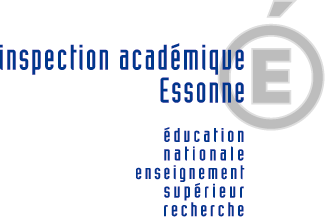 inspection académique
Essonne
É
éducation
nationale
enseignement
supérieur
recherche